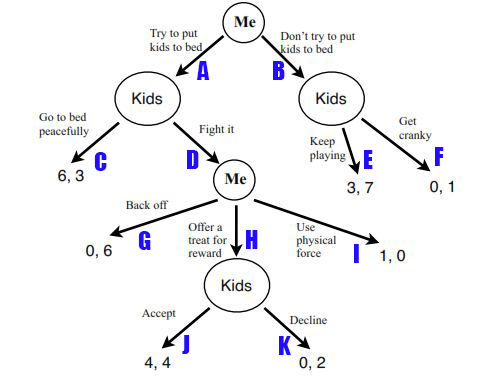 Me
Try to put
kids to bed
Don't try to put
kids to bed
A
B
Kids
Kids
Go to bed
peacefully
Fight it
Keep
playing
Get
cranky
C
D
E
F
6, 3
Me
3, 7
0, 1
Back off
Offer a
treat for
reward
Use
physical
force
G
H
I
0, 6
1, 0
Kids
Accept
Decline
J
K
4, 4
0, 2